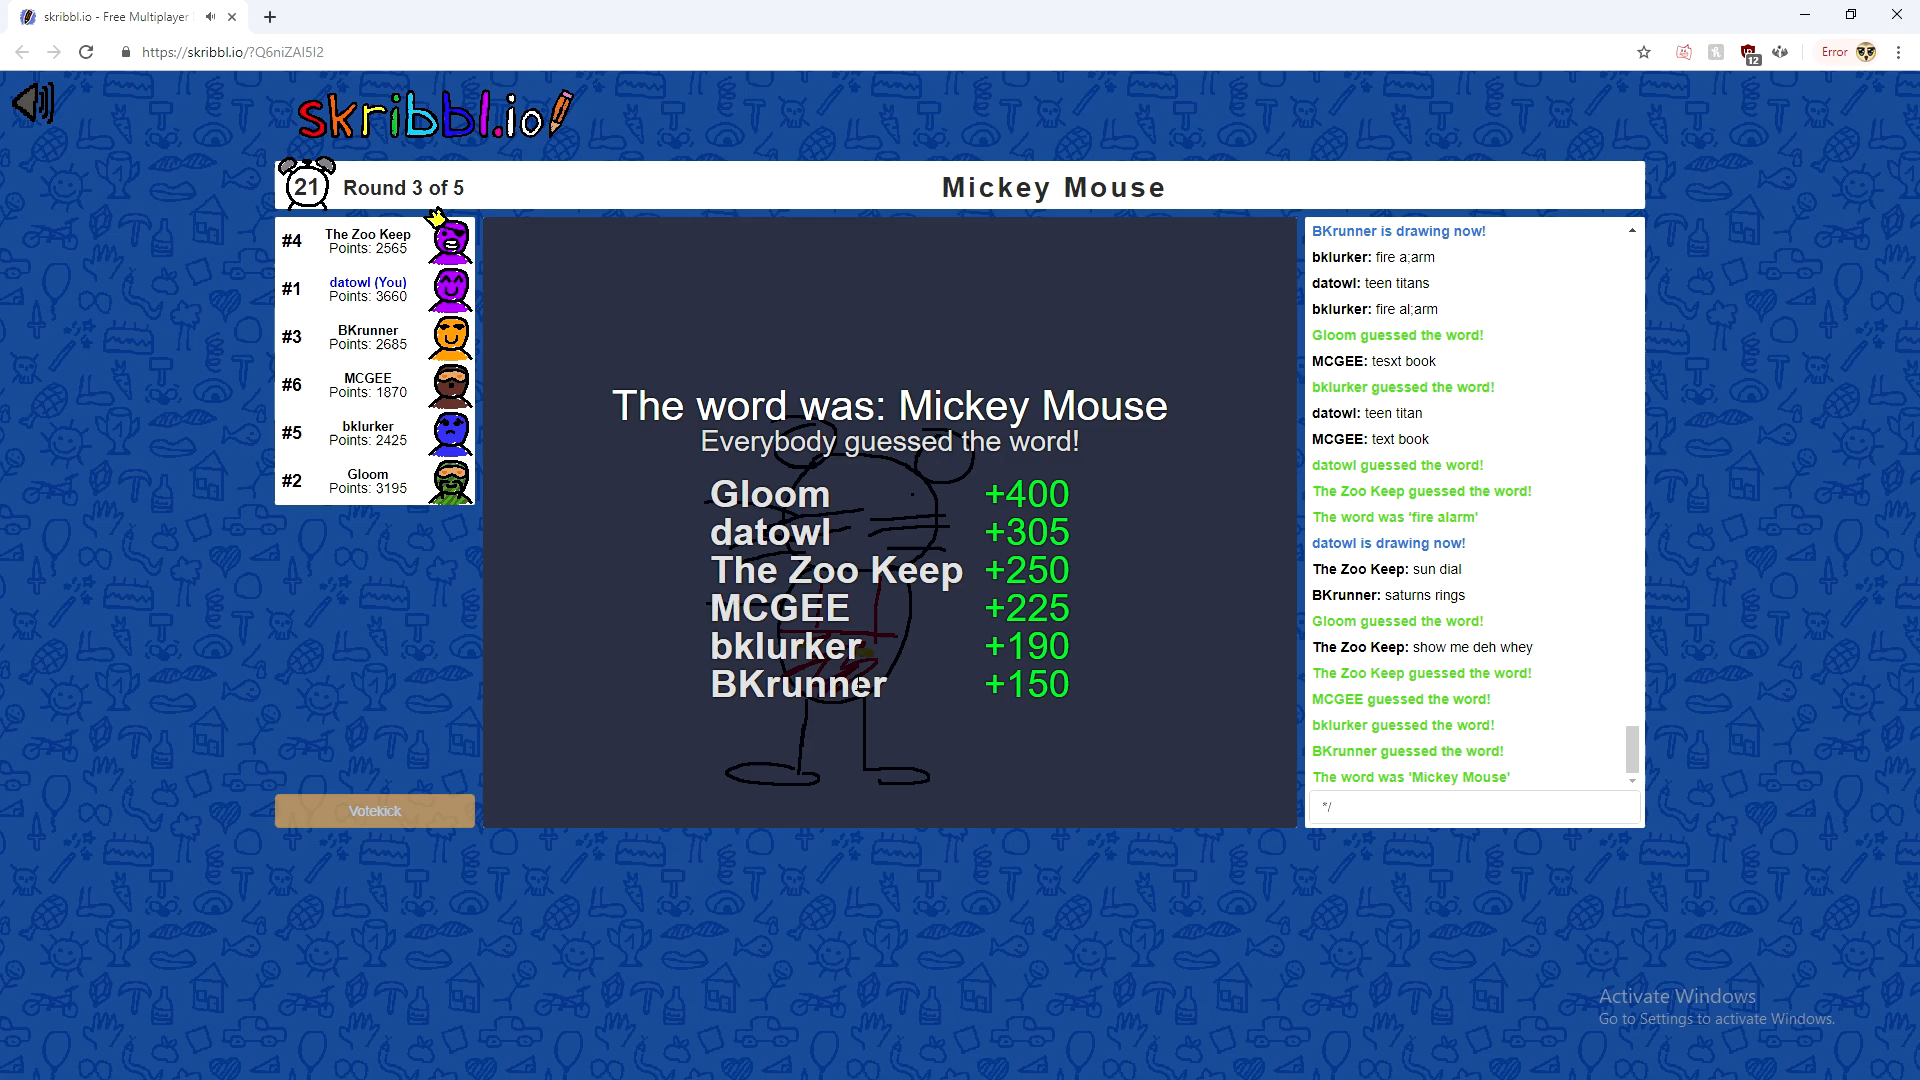 skribbl.io - Free Multiplayer
https://skribbl.io/?Q6niZAI5I2
12
Error
skribbl.io
21
Round 3 of 5
Mickey Mouse
#4
The Zoo Keep
Points: 2565
#1
datowl (You)
Points: 3660
#3
BKrunner
Points: 2685
#6
MCGEE
Points: 1870
#5
bklurker
Points: 2425
#2
Gloom
Points: 3195
Votekick
The word was: Mickey Mouse
Everybody guessed the word!
Gloom +400
datowl +305
The Zoo Keep +250
MCGEE +225
bklurker +190
BKrunner +150
BKrunner is drawing now!
bklurker: fire a;arm
datowl: teen titans
bklurker: fire al;arm
Gloom guessed the word!
MCGEE: tesxt book
bklurker guessed the word!
datowl: teen titan
MCGEE: text book
datowl guessed the word!
The Zoo Keep guessed the word!
The word was 'fire alarm'
datowl is drawing now!
The Zoo Keep: sun dial
BKrunner: saturns rings
Gloom guessed the word!
The Zoo Keep: show me deh whey
The Zoo Keep guessed the word!
MCGEE guessed the word!
bklurker guessed the word!
BKrunner guessed the word!
The word was 'Mickey Mouse'
*/
Activate Windows
Go to Settings to activate Windows.